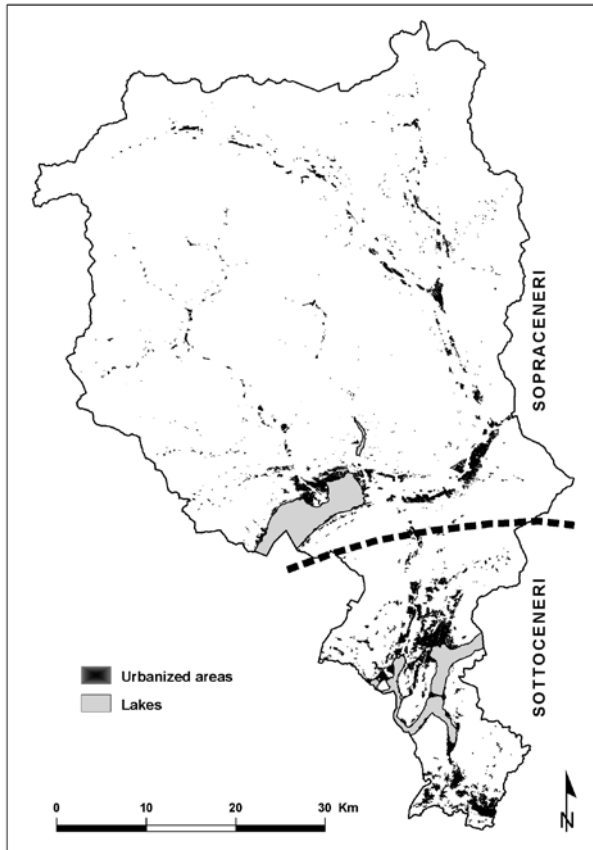 SOPRACENERI
SOTTOCENERI
Urbanized areas
Lakes
0 10 20 30 Km
N